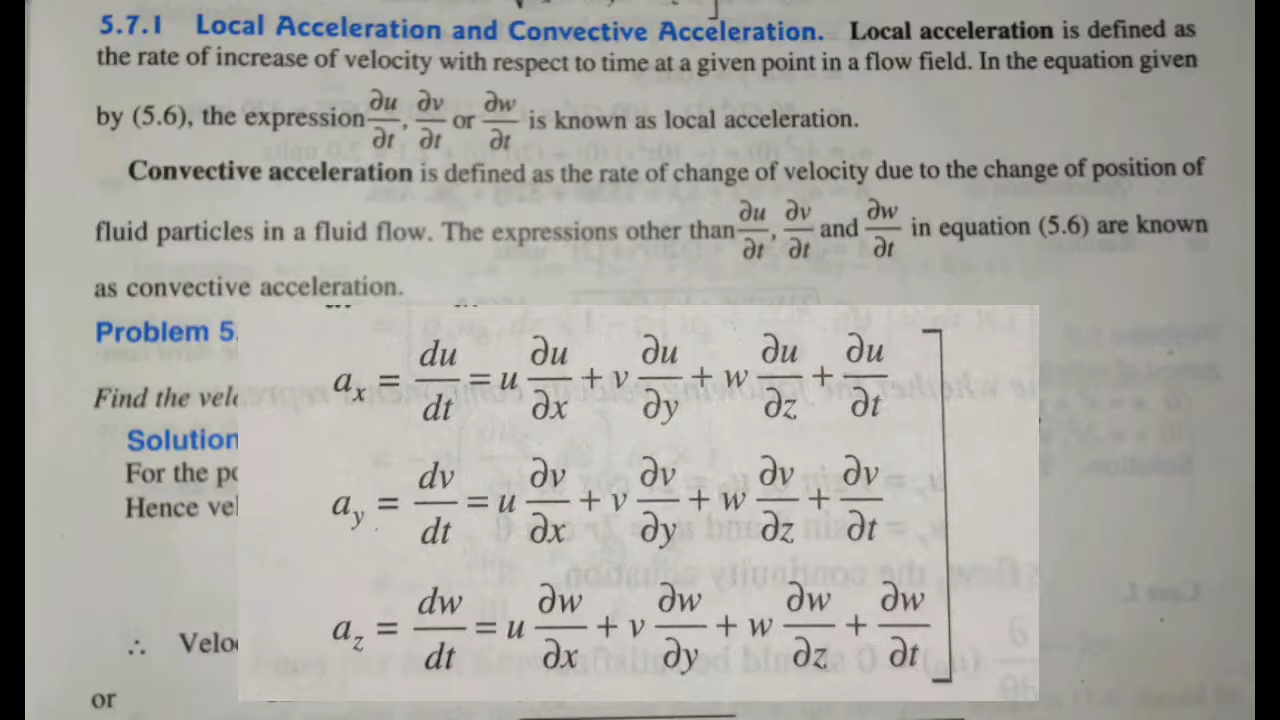 5.7.1 Local Acceleration and Convective Acceleration. Local acceleration is defined as
the rate of increase of velocity with respect to time at a given point in a flow field. In the equation given
by (5.6), the expression ∂u/∂t, ∂v/∂t or ∂w/∂t is known as local acceleration.
Convective acceleration is defined as the rate of change of velocity due to the change of position of
fluid particles in a fluid flow. The expressions other than ∂u/∂t, ∂v/∂t and ∂w/∂t in equation (5.6) are known
as convective acceleration.
Problem 5
a_x = du/dt = u ∂u/∂x + v ∂u/∂y + w ∂u/∂z + ∂u/∂t
Find the
Solution
For the
Hence
a_y = dv/dt = u ∂v/∂x + v ∂v/∂y + w ∂v/∂z + ∂v/∂t
a_z = dw/dt = u ∂w/∂x + v ∂w/∂y + w ∂w/∂z + ∂w/∂t
∴ Velo
or